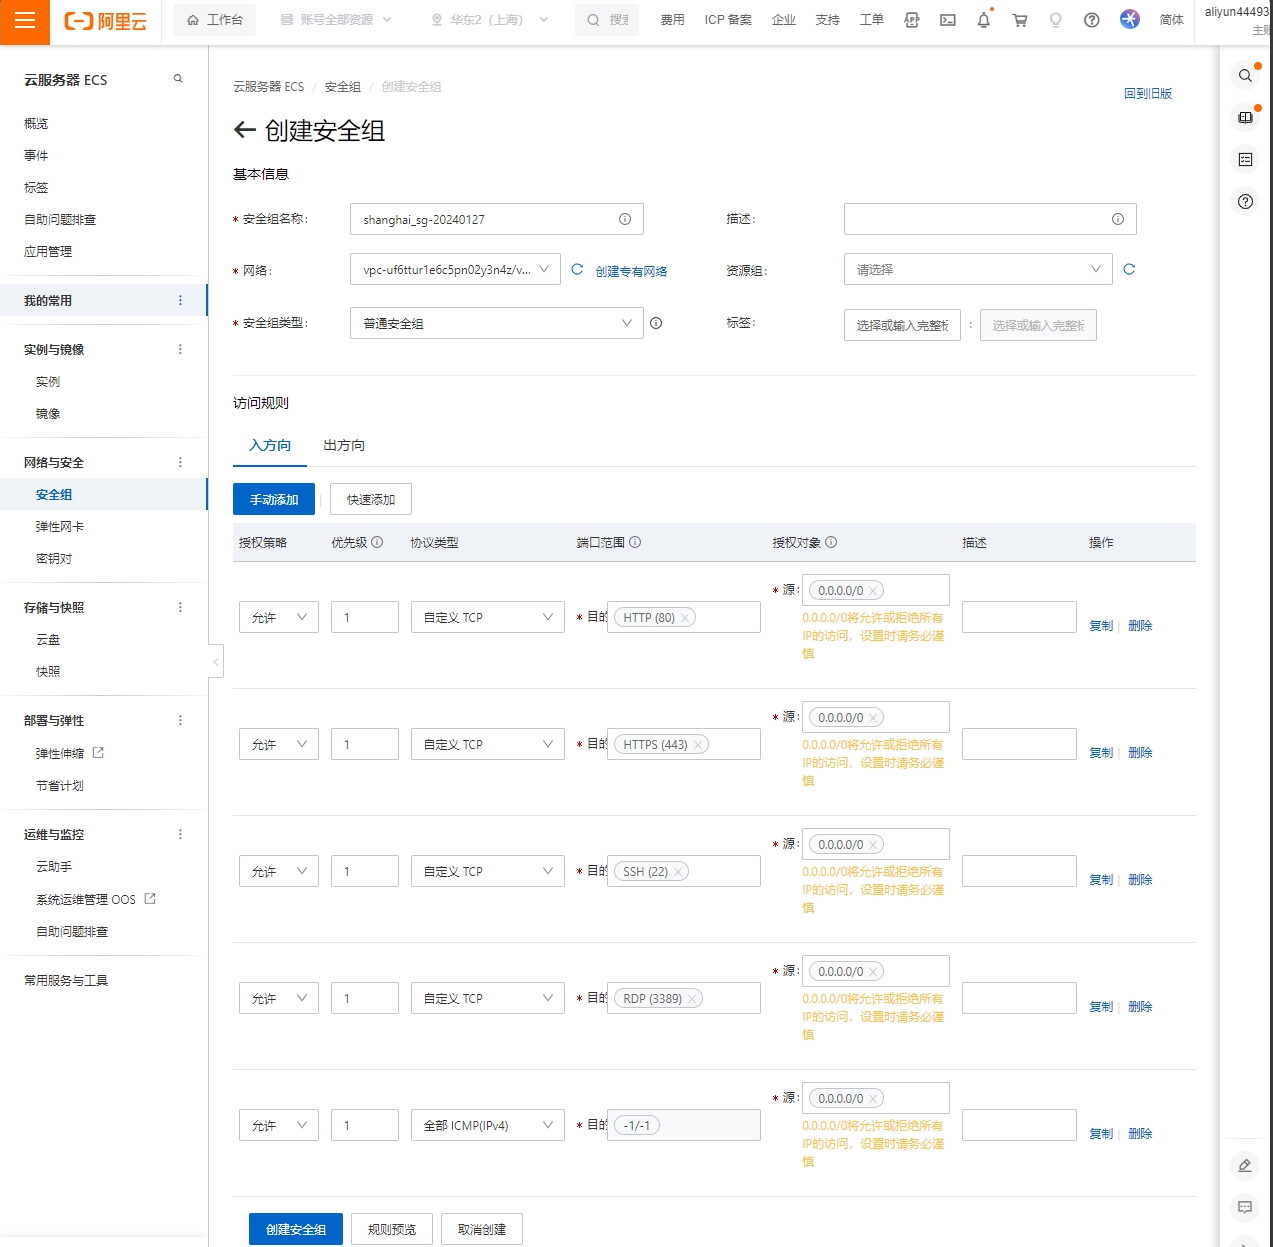 阿里云
工作台
账号全部资源
华东2（上海）
费用
ICP 备案
企业
支持
工单
简体
aliyun44493
云服务器 ECS
概览
事件
标签
自助问题排查
应用管理
我的常用
实例与镜像
实例
镜像
网络与安全
安全组
弹性网卡
密钥对
存储与快照
云盘
快照
部署与弹性
弹性伸缩
节省计划
运维与监控
云助手
系统运维管理 OOS
自助问题排查
常用服务与工具
云服务器 ECS / 安全组 / 创建安全组
回到旧版
创建安全组
基本信息
* 安全组名称: shanghai_sg-20240127
描述:
* 网络: vpc-uf6ttur1e6c5pn02y3n4z/v... 创建专有网络
资源组: 请选择
* 安全组类型: 普通安全组
标签: 选择或输入完整 : 选择或输入完整
访问规则
入方向 出方向
手动添加 快速添加
授权策略 优先级 协议类型 端口范围 授权对象 描述 操作
允许 1 自定义 TCP * 目的 HTTP (80) * 源: 0.0.0.0/0 复制 删除
0.0.0.0/0将允许或拒绝所有
IP的访问，设置时请务必谨
慎
允许 1 自定义 TCP * 目的 HTTPS (443) * 源: 0.0.0.0/0 复制 删除
0.0.0.0/0将允许或拒绝所有
IP的访问，设置时请务必谨
慎
允许 1 自定义 TCP * 目的 SSH (22) * 源: 0.0.0.0/0 复制 删除
0.0.0.0/0将允许或拒绝所有
IP的访问，设置时请务必谨
慎
允许 1 自定义 TCP * 目的 RDP (3389) * 源: 0.0.0.0/0 复制 删除
0.0.0.0/0将允许或拒绝所有
IP的访问，设置时请务必谨
慎
允许 1 全部 ICMP(IPv4) * 目的 -1/-1 * 源: 0.0.0.0/0 复制 删除
0.0.0.0/0将允许或拒绝所有
IP的访问，设置时请务必谨
慎
创建安全组 规则预览 取消创建